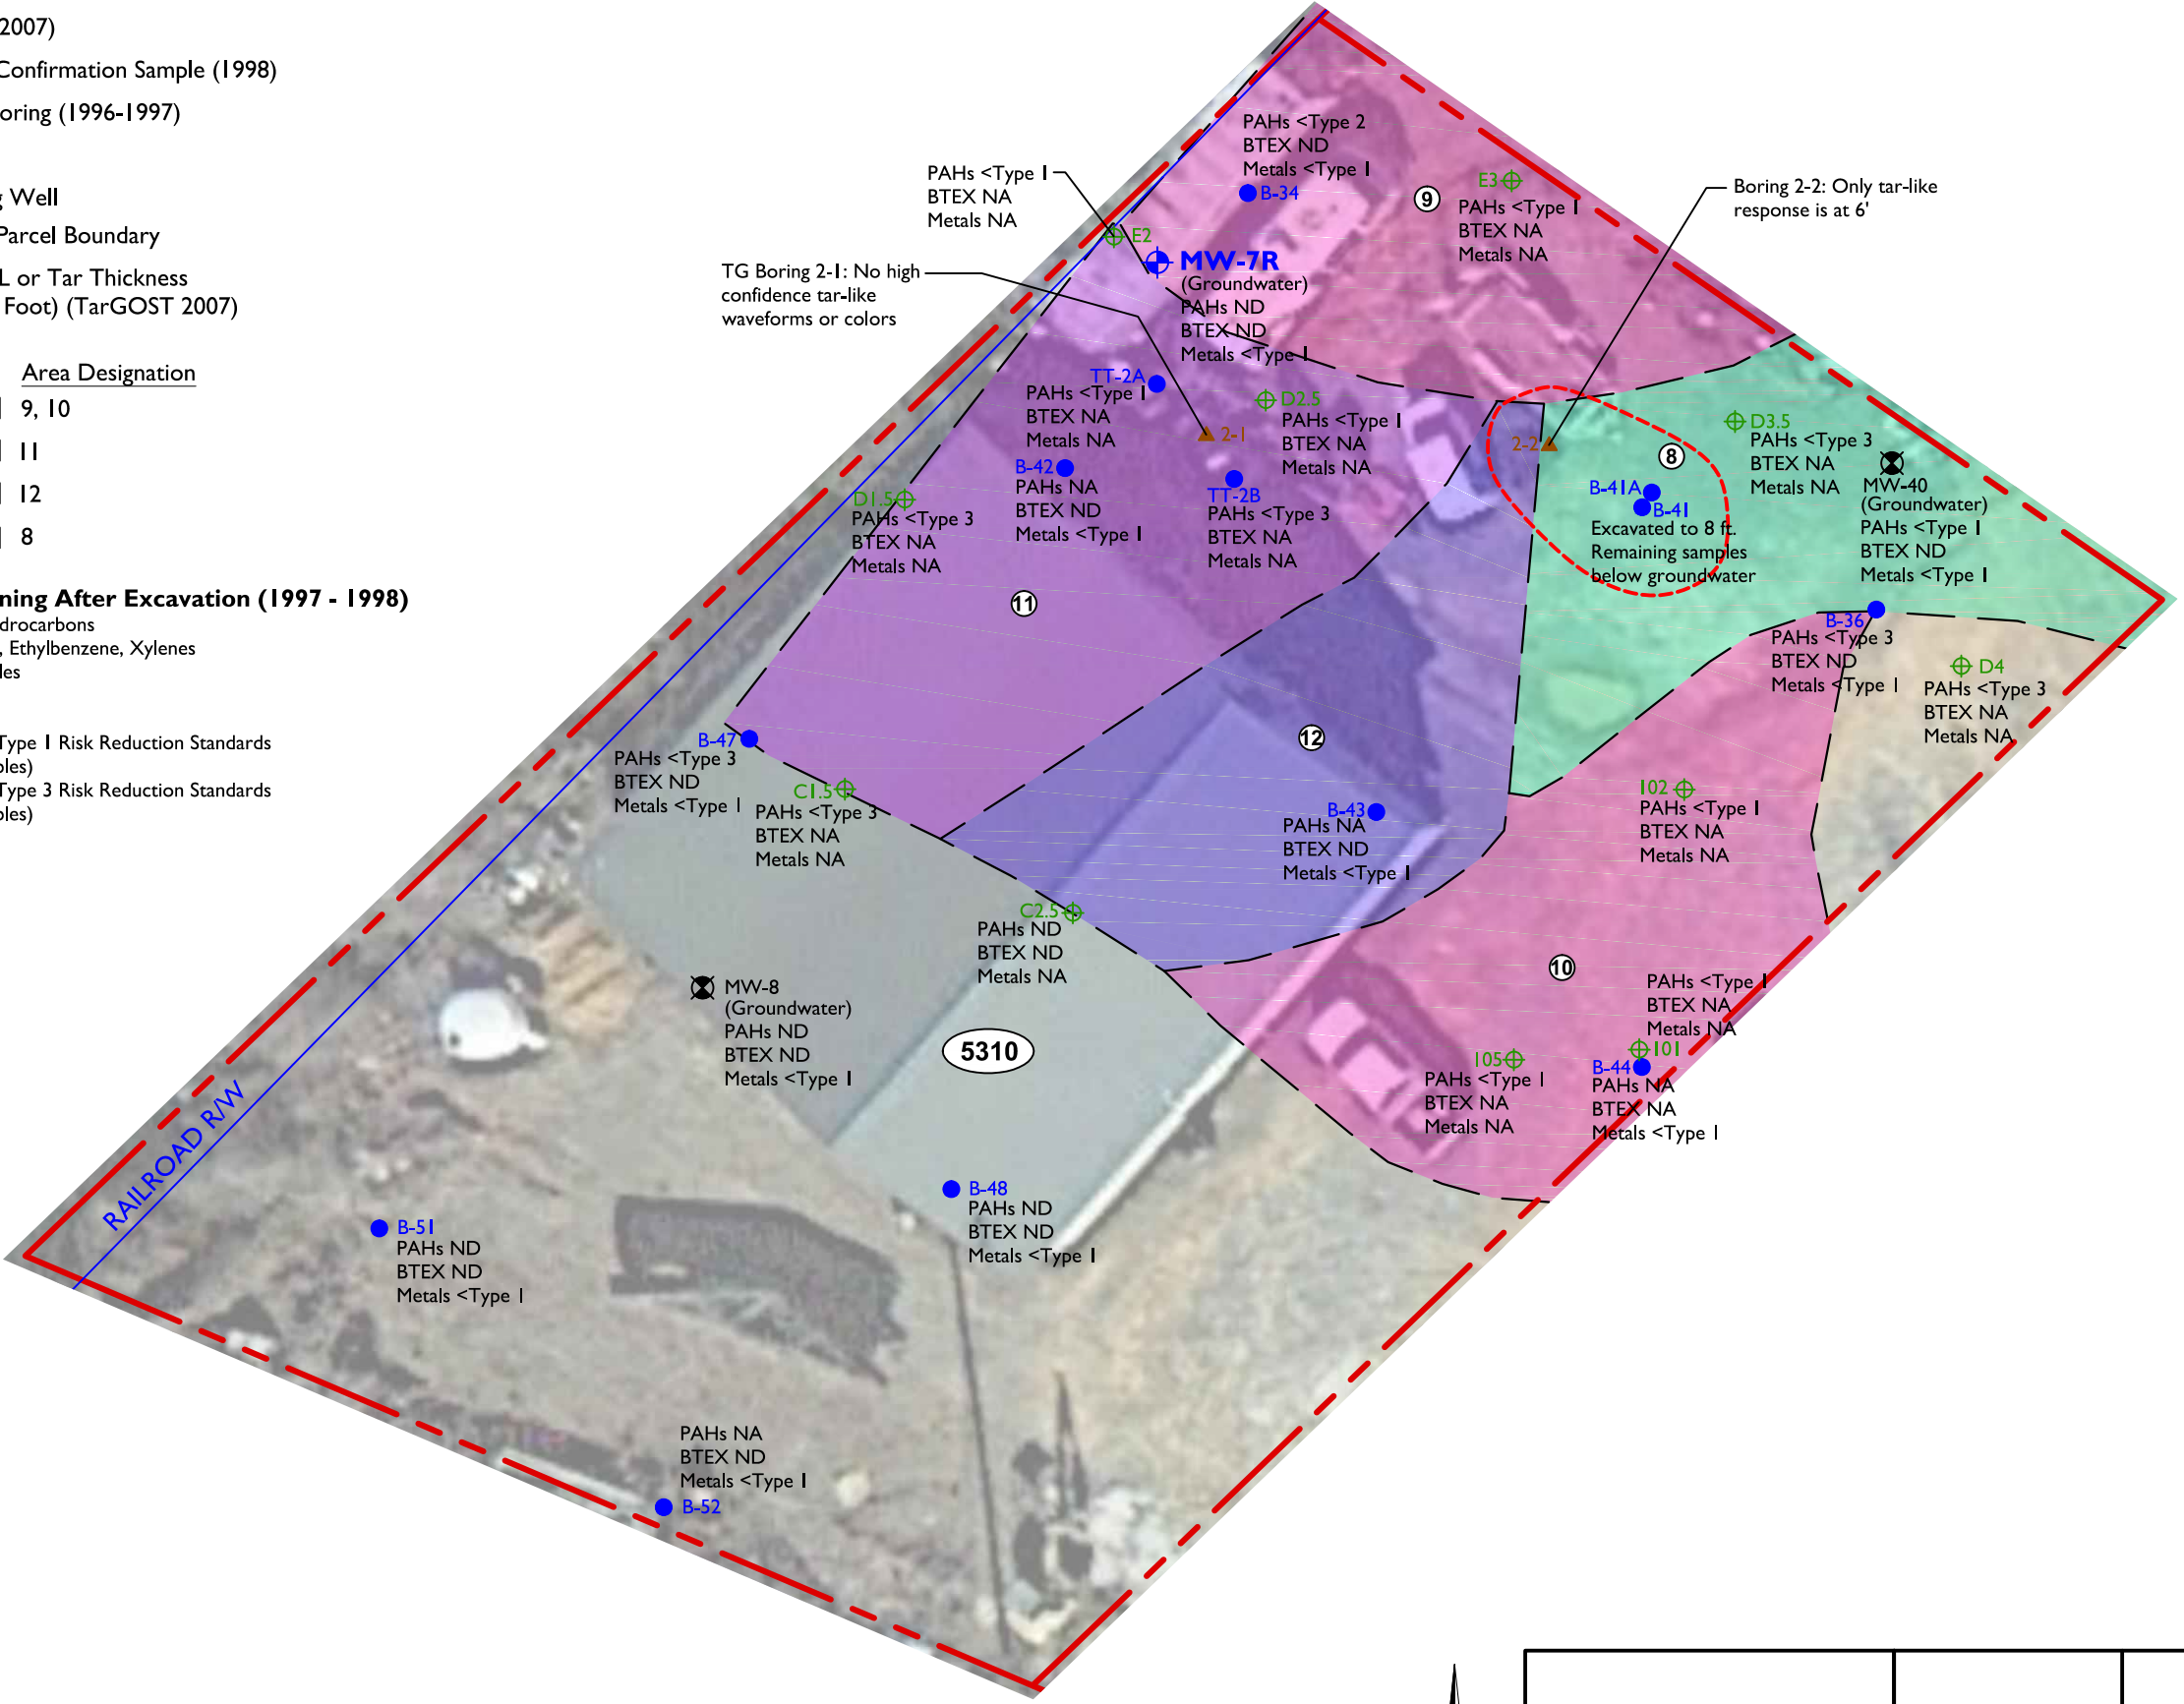 2007)
Confirmation Sample (1998)
oring (1996-1997)
g Well
Parcel Boundary
L or Tar Thickness
Foot) (TarGOST 2007)
Area Designation
9, 10
11
12
8
ning After Excavation (1997 - 1998)
drocarbons
, Ethylbenzene, Xylenes
les
Type 1 Risk Reduction Standards
ples)
Type 3 Risk Reduction Standards
ples)
PAHs <Type 2
BTEX ND
Metals <Type 1
B-34
PAHs <Type 1
BTEX NA
Metals NA
E2
9
E3
PAHs <Type 1
BTEX NA
Metals NA
Boring 2-2: Only tar-like
response is at 6'
MW-7R
(Groundwater)
PAHs ND
BTEX ND
Metals <Type 1
TG Boring 2-1: No high
confidence tar-like
waveforms or colors
TT-2A
PAHs <Type 1
BTEX NA
Metals NA
D2.5
PAHs <Type 1
BTEX NA
Metals NA
2-1
2-2
8
D3.5
PAHs <Type 3
BTEX NA
Metals NA
B-42
PAHs NA
BTEX ND
Metals <Type 1
TT-2B
PAHs <Type 3
BTEX NA
Metals NA
D1.5
PAHs <Type 3
BTEX NA
Metals NA
B-41A
B-41
Excavated to 8 ft.
Remaining samples
below groundwater
MW-40
(Groundwater)
PAHs <Type 1
BTEX ND
Metals <Type 1
11
B-36
PAHs <Type 3
BTEX ND
Metals <Type 1
D4
PAHs <Type 3
BTEX NA
Metals NA
B-47
PAHs <Type 3
BTEX ND
Metals <Type 1
12
C1.5
PAHs <Type 3
BTEX NA
Metals NA
B-43
PAHs NA
BTEX ND
Metals <Type 1
102
PAHs <Type 1
BTEX NA
Metals NA
C2.5
PAHs ND
BTEX ND
Metals NA
10
MW-8
(Groundwater)
PAHs ND
BTEX ND
Metals <Type 1
5310
PAHs <Type 1
BTEX NA
Metals NA
101
105
PAHs <Type 1
BTEX NA
Metals NA
B-44
PAHs NA
BTEX NA
Metals <Type 1
RAILROAD R/W
B-48
PAHs ND
BTEX ND
Metals <Type 1
B-51
PAHs ND
BTEX ND
Metals <Type 1
PAHs NA
BTEX ND
Metals <Type 1
B-52